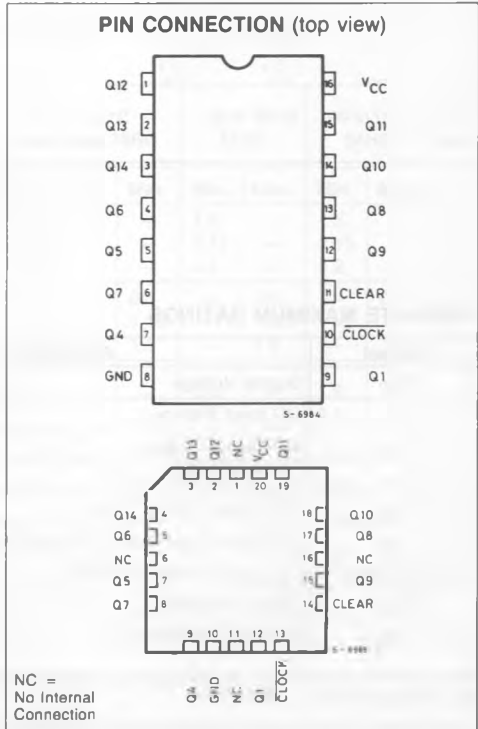 PIN CONNECTION (top view)
Q12 1 16 VCC
Q13 2 15 Q11
Q14 3 14 Q10
Q6 4 13 Q8
Q5 5 12 Q9
Q7 6 11 CLEAR
Q4 7 10 CLOCK
GND 8 9 Q1
S-6984
Q13 Q12 NC VCC Q11
3 2 1 20 19
Q14 4 18 Q10
Q6 5 17 Q8
NC 6 16 NC
Q5 7 15 Q9
Q7 8 14 CLEAR
9 10 11 12 13
Q4 GND NC Q1 CLOCK
NC =
No Internal
Connection